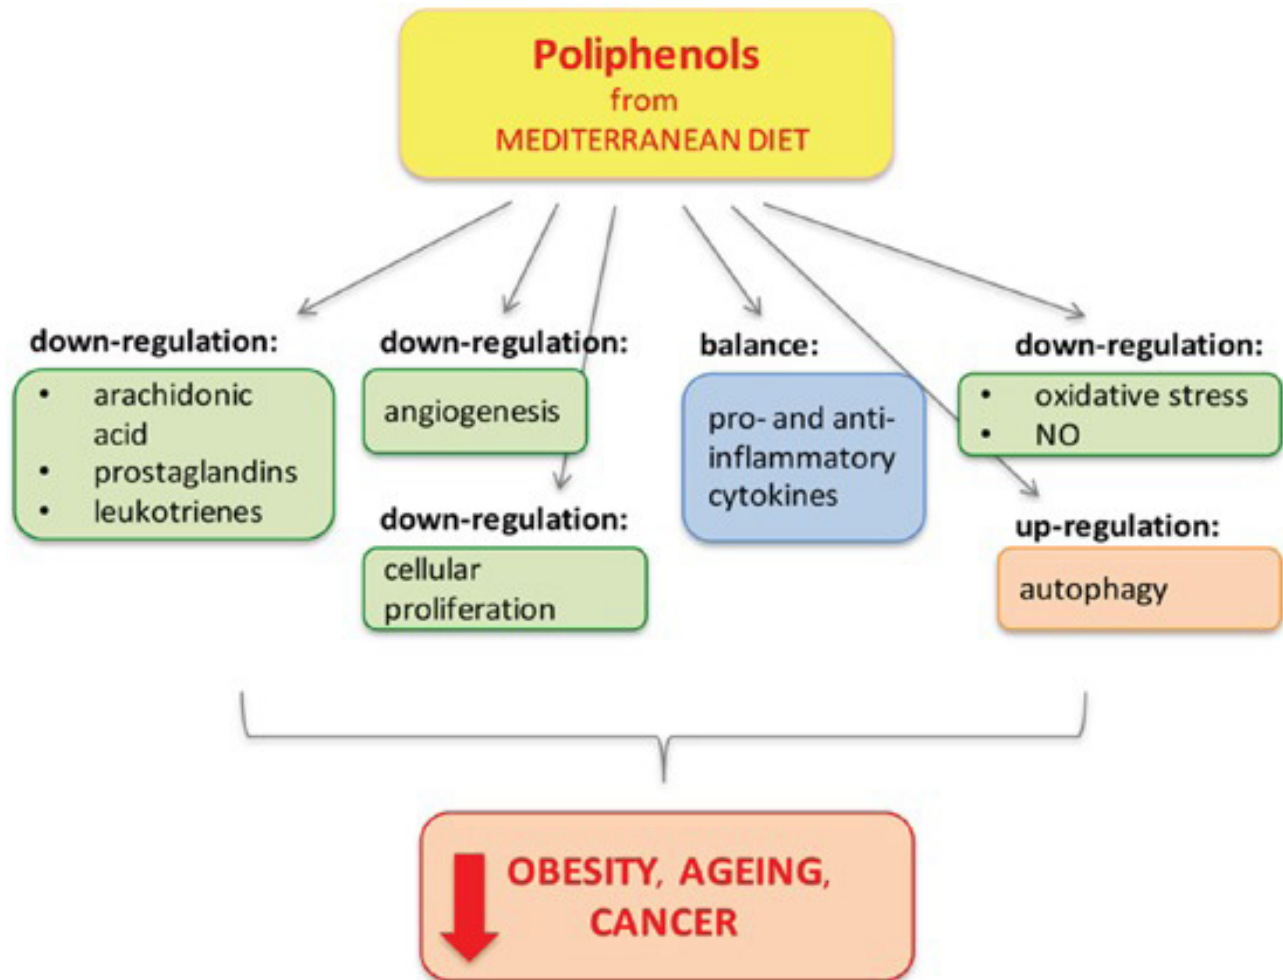 Poliphenols
from
MEDITERRANEAN DIET
down-regulation:
• arachidonic
acid
• prostaglandins
• leukotrienes
down-regulation:
angiogenesis
down-regulation:
cellular
proliferation
balance:
pro- and anti-
inflammatory
cytokines
down-regulation:
• oxidative stress
• NO
up-regulation:
autophagy
OBESITY, AGEING,
CANCER